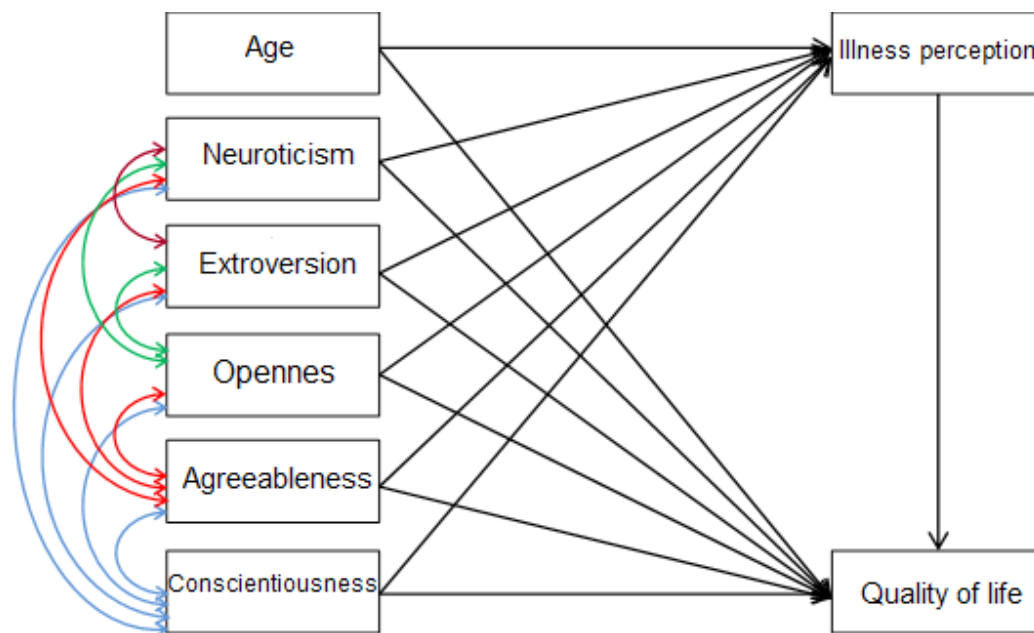 Age
Illness perception
Neuroticism
Extroversion
Opennes
Agreeableness
Conscientiousness
Quality of life